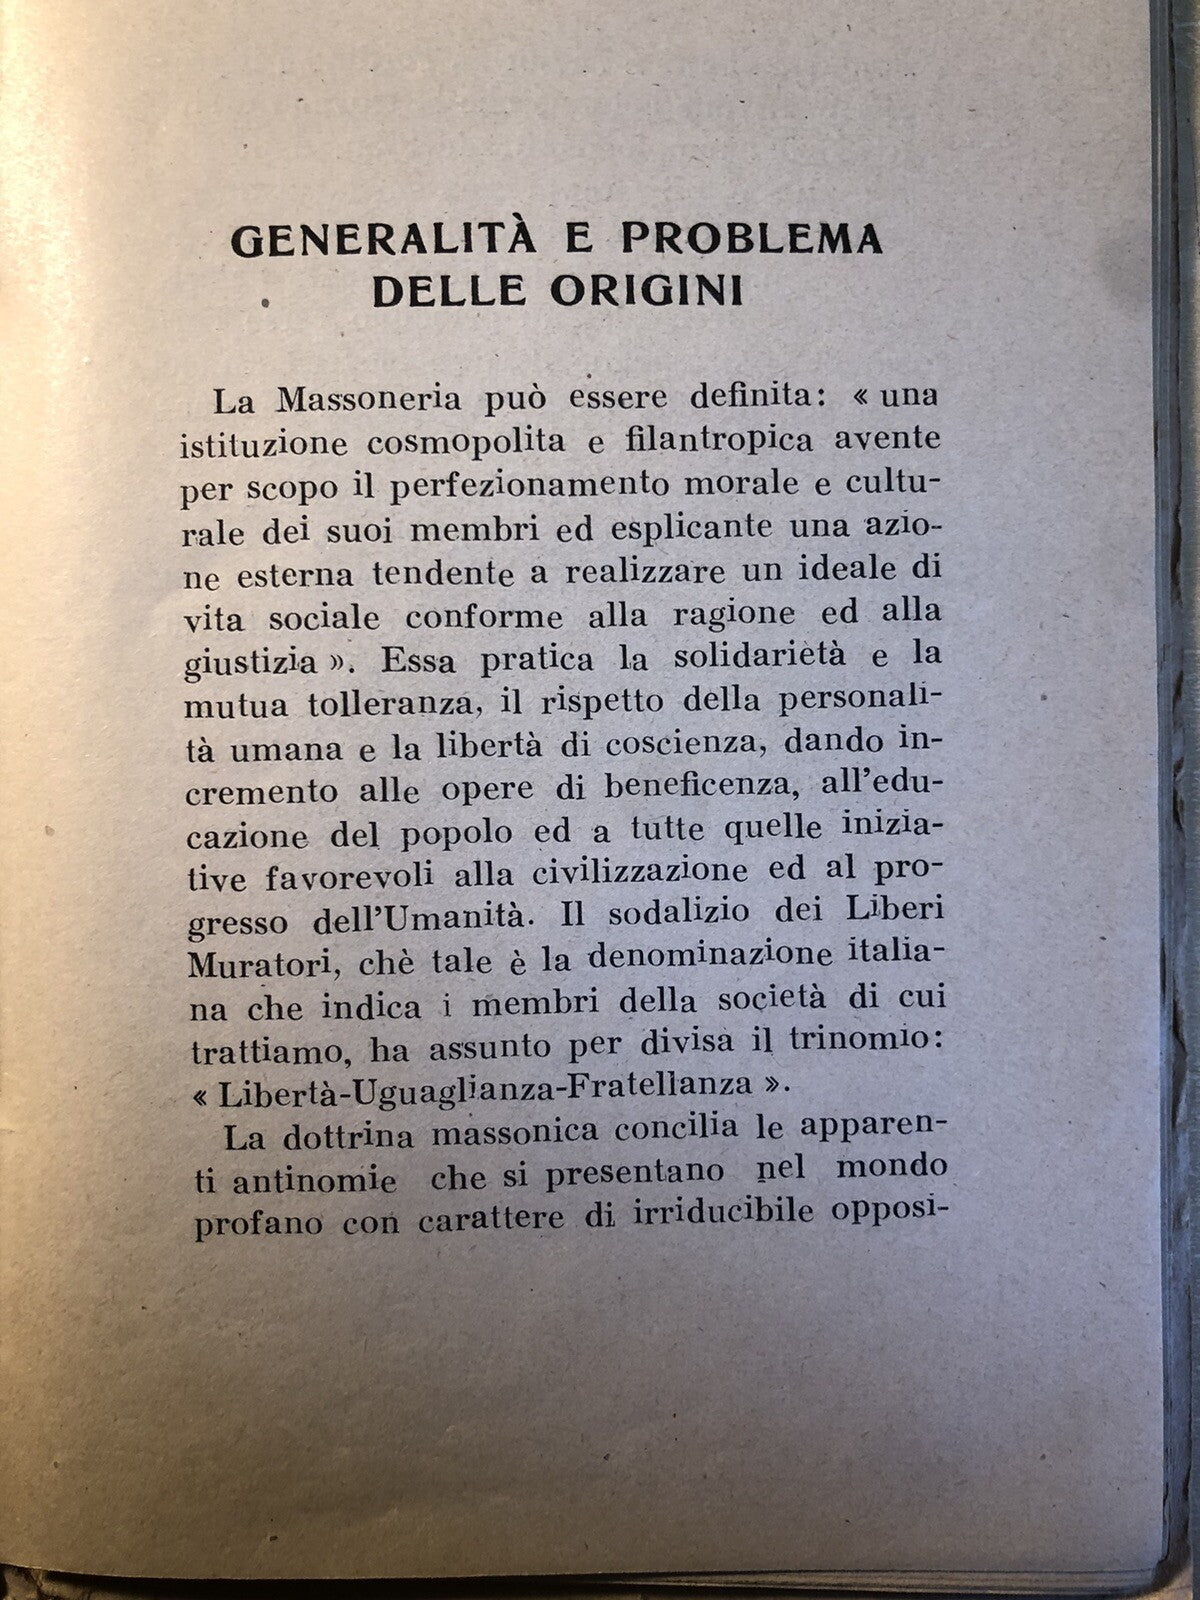 GENERALITÀ E PROBLEMA
DELLE ORIGINI
La Massoneria può essere definita: « una
istituzione cosmopolita e filantropica avente
per scopo il perfezionamento morale e cultu-
rale dei suoi membri ed esplicante una azio-
ne esterna tendente a realizzare un ideale di
vita sociale conforme alla ragione ed alla
giustizia ». Essa pratica la solidarietà e la
mutua tolleranza, il rispetto della personali-
tà umana e la libertà di coscienza, dando in-
cremento alle opere di beneficenza, all'edu-
cazione del popolo ed a tutte quelle inizia-
tive favorevoli alla civilizzazione ed al pro-
gresso dell'Umanità. Il sodalizio dei Liberi
Muratori, chè tale è la denominazione italia-
na che indica i membri della società di cui
trattiamo, ha assunto per divisa il trinomio:
« Libertà-Uguaglianza-Fratellanza ».
La dottrina massonica concilia le apparen-
ti antinomie che si presentano nel mondo
profano con carattere di irriducibile opposi-